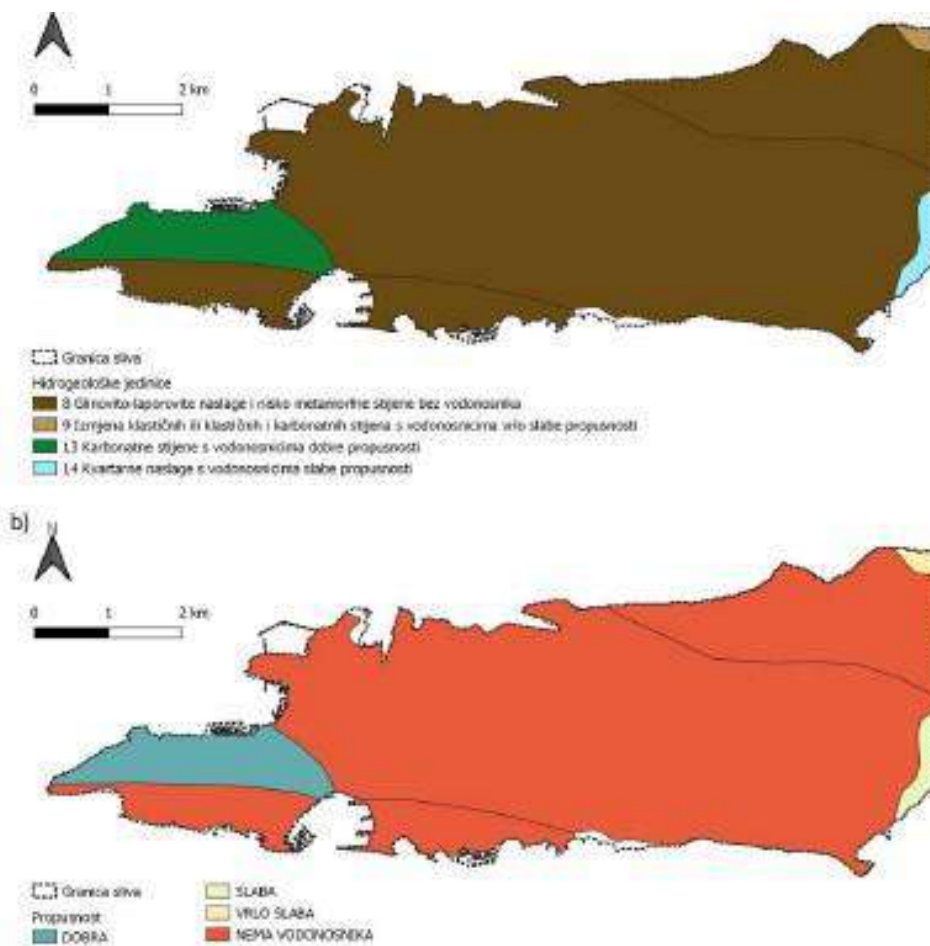 0 1 2 km
Granica sliva
Hidrogeološke jedinice
8 Glinovito-laporovite naslage i nisko metamorfne stijene bez vodonosnika
9 Izmjena klastičnih ili klastičnih i karbonatnih stijena s vodonosnicima vrlo slabe propusnosti
13 Karbonatne stijene s vodonosnicima dobre propusnosti
14 Kvartarne naslage s vodonosnicima slabe propusnosti
b)
N
0 1 2 km
Granica sliva
Propusnost
DOBRA
SLABA
VRLO SLABA
NEMA VODONOSNIKA